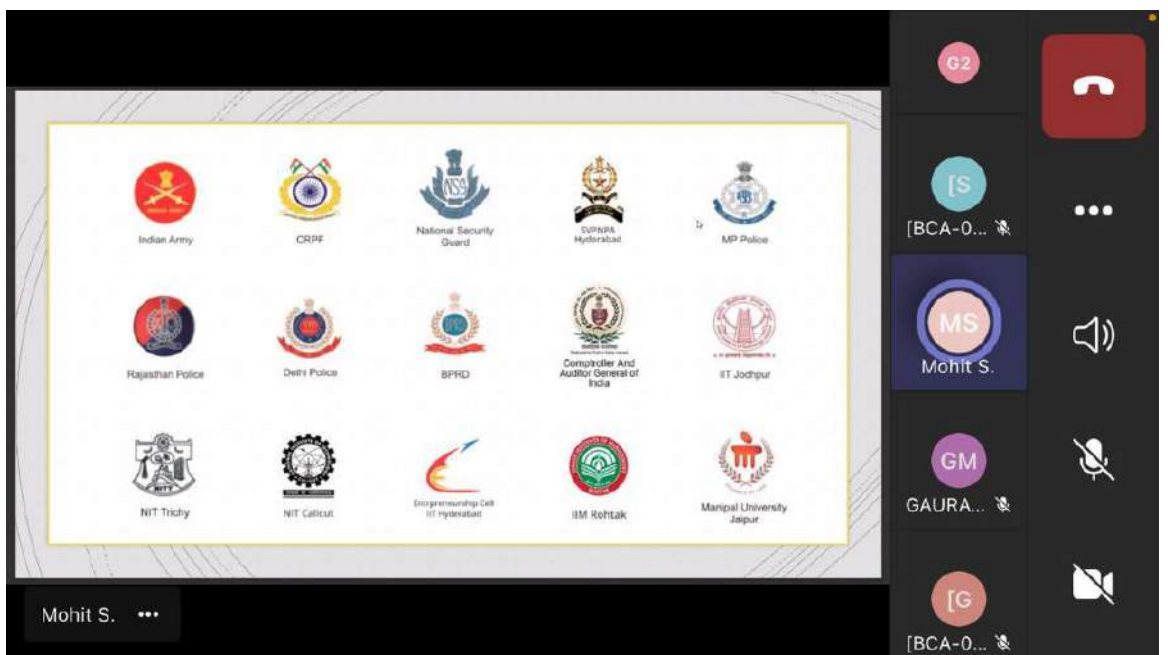 G2
[S
[BCA-0...
MS
Mohit S.
GM
GAURA...
[G
[BCA-0...
Indian Army
CRPF
NSG
National Security
Guard
SVPNPA
Hyderabad
MP Police
Rajasthan Police
Delhi Police
BPRD
Comptroller And
Auditor General of
India
IIT Jodhpur
NITT
NIT Trichy
NIT Calicut
Entrepreneurship Cell
IIT Hyderabad
IIM Rohtak
Manipal University
Jaipur
Mohit S.